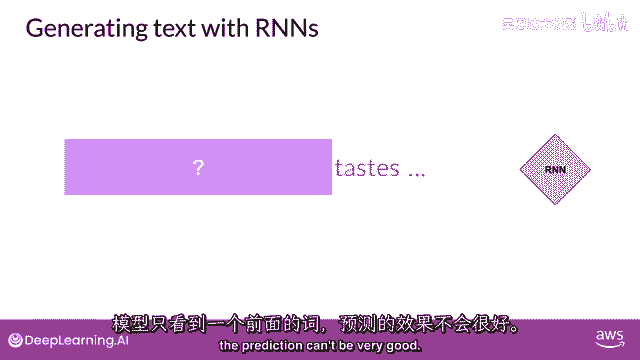 Generating text with RNNs
?
tastes ...
RNN
模型只看到一个前面的词，预测的效果不会很好。
the prediction can't be very good.
DeepLearning.AI
aws